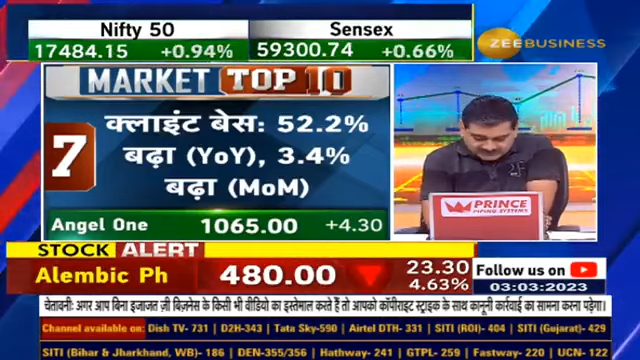 Nifty 50
17484.15 +0.94%
Sensex
59300.74 +0.66%
ZEEBUSINESS
MARKET TOP 10
7
क्लाइंट बेस: 52.2%
बढ़ा (YoY), 3.4%
बढ़ा (MoM)
Angel One 1065.00 +4.30
PRINCE
PIPING SYSTEMS
STOCK ALERT
Alembic Ph 480.00 23.30
4.63%
Follow us on
03:03:2023
चेतावनी: अगर आप बिना इजाजत ज़ी बिज़नेस के किसी भी वीडियो का इस्तेमाल करते हैं तो आपको कॉपीराइट स्ट्राइक के साथ कानूनी कार्रवाई का सामना करना पड़ेगा.
Channel available on: Dish TV- 731 | D2H-343 | Tata Sky-590 | Airtel DTH- 331 | SITI (ROI) - 404 | SITI (Gujarat)- 429
SITI (Bihar & Jharkhand, WB)- 186 | DEN-355/356 | Hathway- 241 | GTPL- 259 | Fastway- 220 | UCN- 122